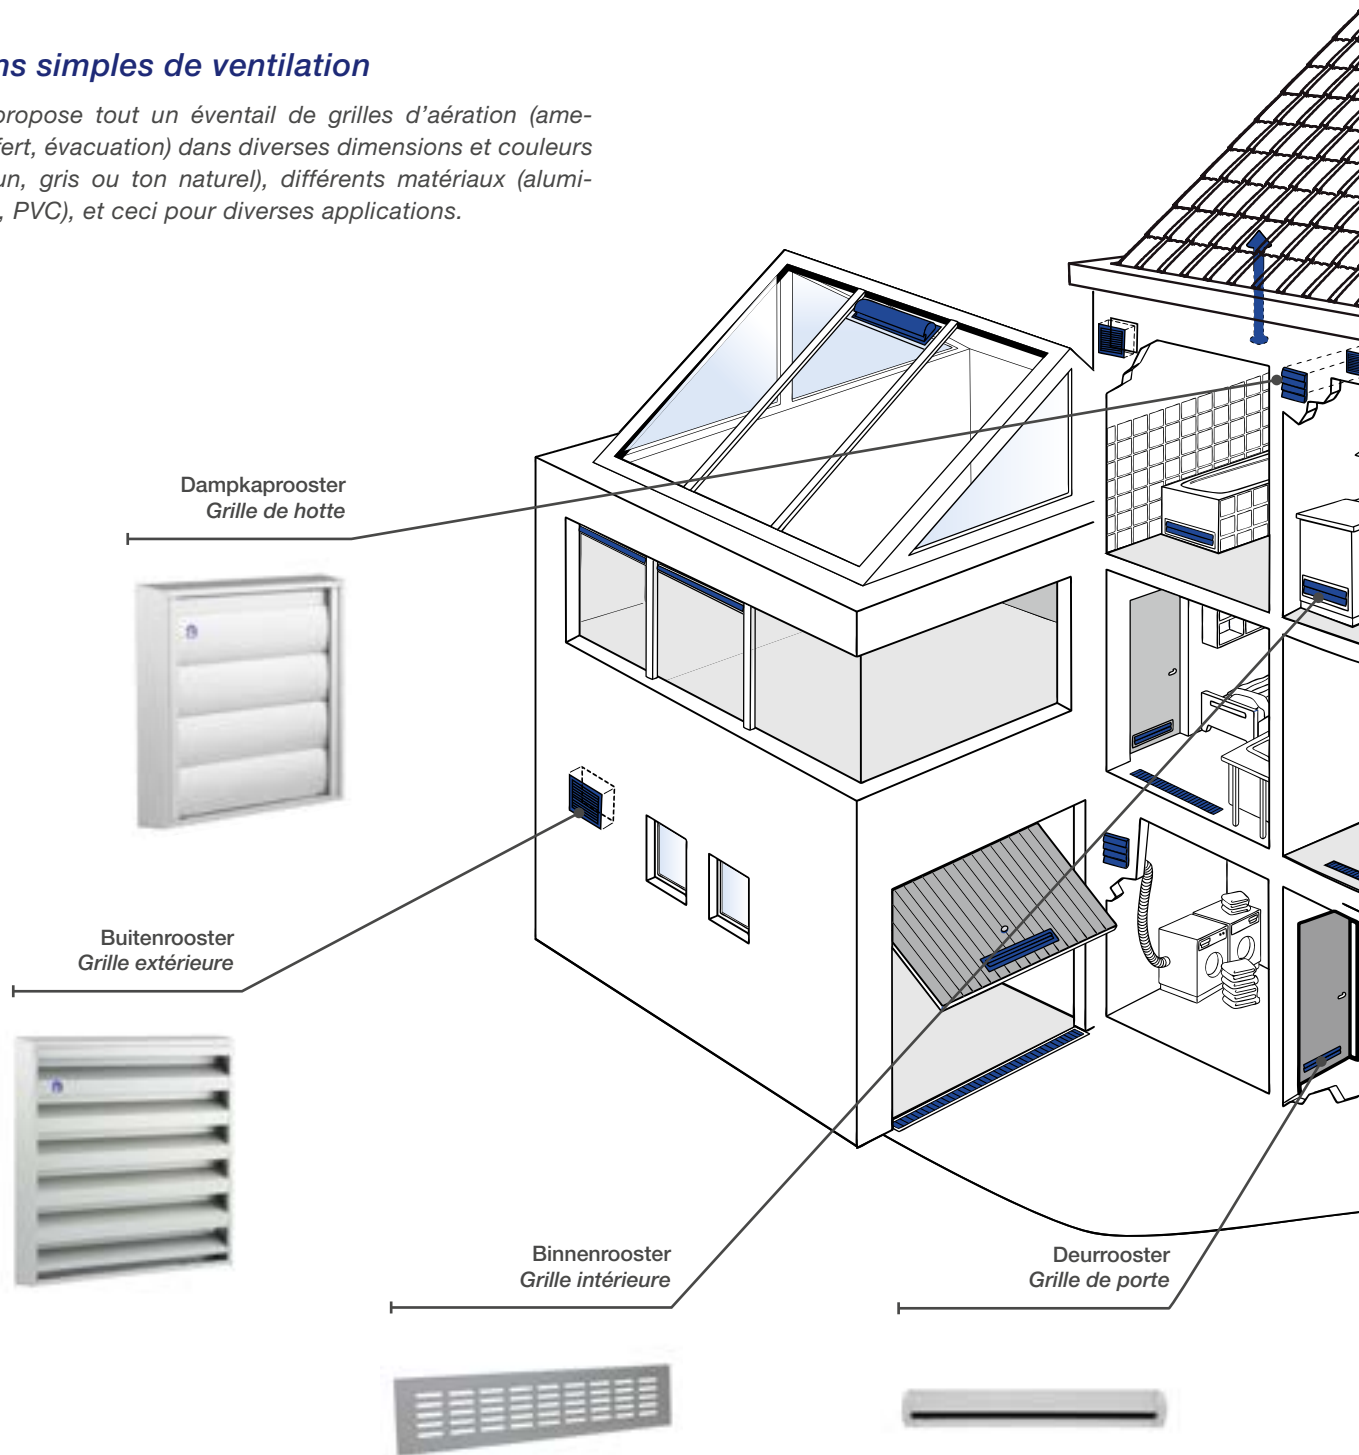 ns simples de ventilation
propose tout un éventail de grilles d'aération (ame-
fert, évacuation) dans diverses dimensions et couleurs
un, gris ou ton naturel), différents matériaux (alumi-
, PVC), et ceci pour diverses applications.
Dampkaprooster
Grille de hotte
Buitenrooster
Grille extérieure
Binnenrooster
Grille intérieure
Deurrooster
Grille de porte